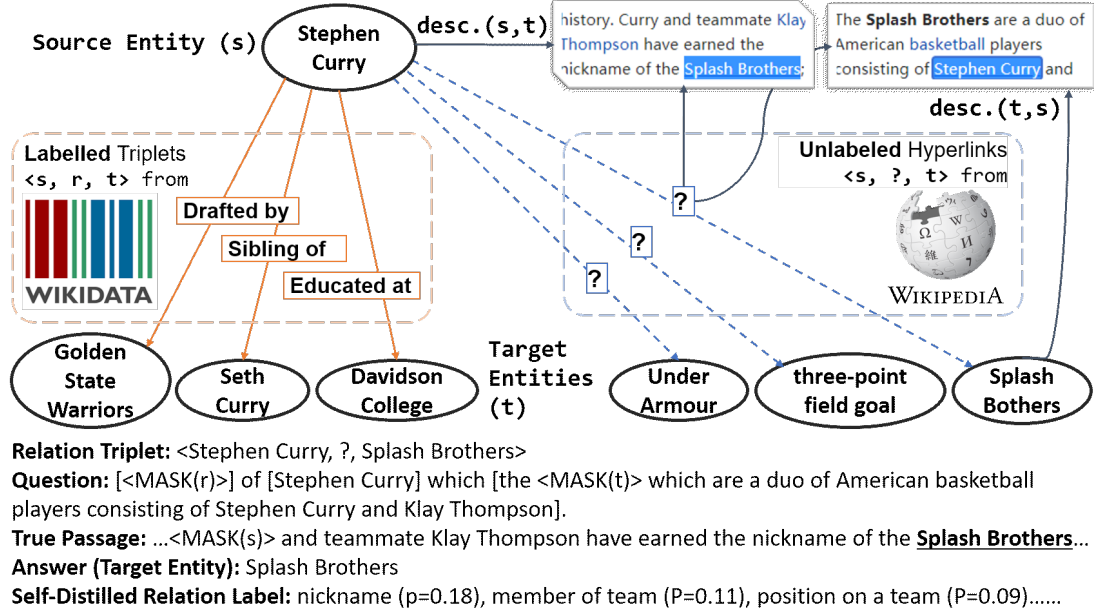 Source Entity (s)
Stephen
Curry
desc.(s,t)
history. Curry and teammate Klay
Thompson have earned the
nickname of the Splash Brothers;
The Splash Brothers are a duo of
American basketball players
consisting of Stephen Curry and
desc.(t,s)
Labelled Triplets
<s, r, t> from
WIKIDATA
Drafted by
Sibling of
Educated at
Unlabeled Hyperlinks
<s, ?, t> from
WIKIPEDIA
?
?
?
Golden
State
Warriors
Seth
Curry
Davidson
College
Target
Entities
(t)
Under
Armour
three-point
field goal
Splash
Bothers
Relation Triplet: <Stephen Curry, ?, Splash Brothers>
Question: [<MASK(r)>] of [Stephen Curry] which [the <MASK(t)> which are a duo of American basketball
players consisting of Stephen Curry and Klay Thompson].
True Passage: ...<MASK(s)> and teammate Klay Thompson have earned the nickname of the Splash Brothers...
Answer (Target Entity): Splash Brothers
Self-Distilled Relation Label: nickname (p=0.18), member of team (P=0.11), position on a team (P=0.09)......